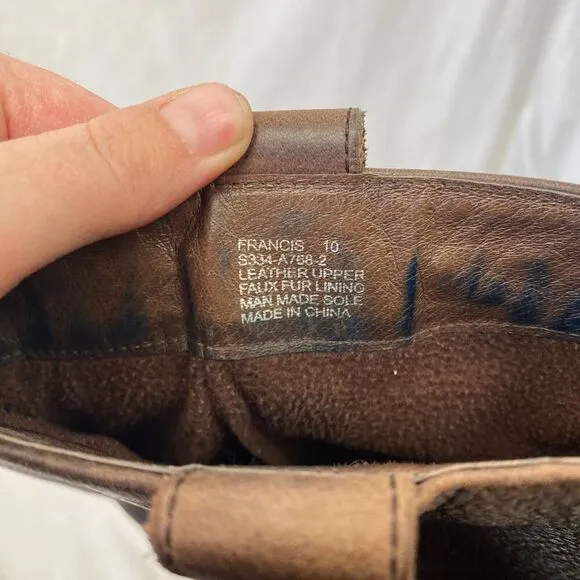 FRANCIS 10
S334-A768-2
LEATHER UPPER
FAUX FUR LINING
MAN MADE SOLE
MADE IN CHINA